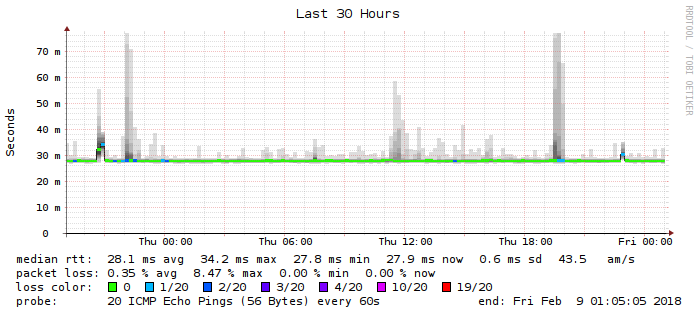 Last 30 Hours
RRDTOOL / TOBI OETIKER
Seconds
70 m
60 m
50 m
40 m
30 m
20 m
10 m
0
Thu 00:00 Thu 06:00 Thu 12:00 Thu 18:00 Fri 00:00
median rtt: 28.1 ms avg 34.2 ms max 27.8 ms min 27.9 ms now 0.6 ms sd 43.5 am/s
packet loss: 0.35 % avg 8.47 % max 0.00 % min 0.00 % now
loss color: 0 1/20 2/20 3/20 4/20 10/20 19/20
probe: 20 ICMP Echo Pings (56 Bytes) every 60s end: Fri Feb 9 01:05:05 2018